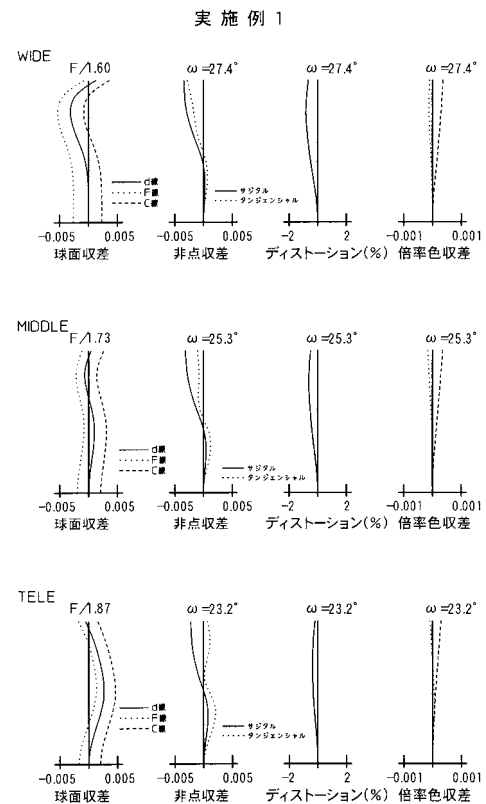 実施例1
WIDE
F/1.60
ω=27.4°
ω=27.4°
ω=27.4°
d線
F線
C線
サジタル
タンジェンシャル
-0.005 0.005
-0.005 0.005
-2 2
-0.001 0.001
球面収差
非点収差
ディストーション(%)
倍率色収差
MIDDLE
F/1.73
ω=25.3°
ω=25.3°
ω=25.3°
d線
F線
C線
サジタル
タンジェンシャル
-0.005 0.005
-0.005 0.005
-2 2
-0.001 0.001
球面収差
非点収差
ディストーション(%)
倍率色収差
TELE
F/1.87
ω=23.2°
ω=23.2°
ω=23.2°
d線
F線
C線
サジタル
タンジェンシャル
-0.005 0.005
-0.005 0.005
-2 2
-0.001 0.001
球面収差
非点収差
ディストーション(%)
倍率色収差